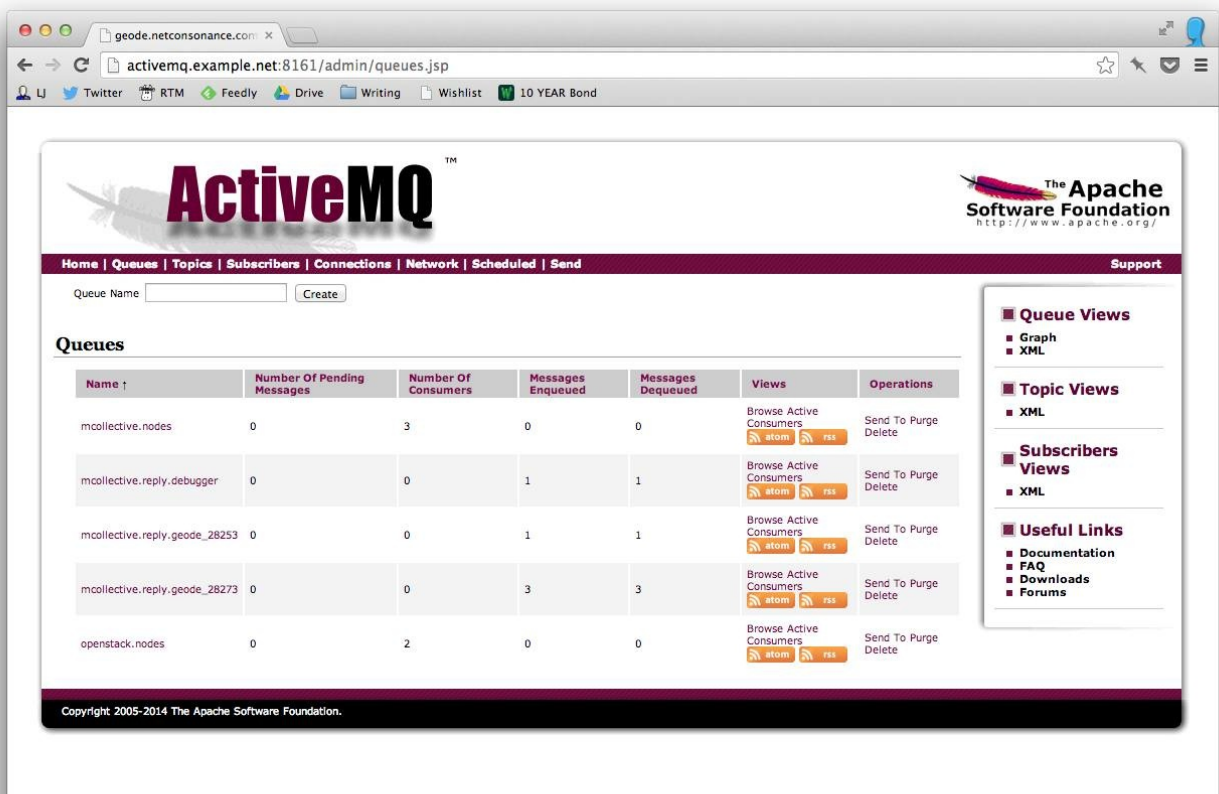 geode.netconsonance.com
activemq.example.net:8161/admin/queues.jsp
LJ Twitter RTM Feedly Drive Writing Wishlist 10 YEAR Bond
ActiveMQ ™
The Apache
Software Foundation
http://www.apache.org/
Home | Queues | Topics | Subscribers | Connections | Network | Scheduled | Send
Support
Queue Name Create
Queues
Name ↑ Number Of Pending Messages Number Of Consumers Messages Enqueued Messages Dequeued Views Operations
mcollective.nodes 0 3 0 0 Browse Active Consumers atom rss Send To Purge Delete
mcollective.reply.debugger 0 0 1 1 Browse Active Consumers atom rss Send To Purge Delete
mcollective.reply.geode_28253 0 0 1 1 Browse Active Consumers atom rss Send To Purge Delete
mcollective.reply.geode_28273 0 0 3 3 Browse Active Consumers atom rss Send To Purge Delete
openstack.nodes 0 2 0 0 Browse Active Consumers atom rss Send To Purge Delete
Queue Views
Graph
XML
Topic Views
XML
Subscribers
Views
XML
Useful Links
Documentation
FAQ
Downloads
Forums
Copyright 2005-2014 The Apache Software Foundation.